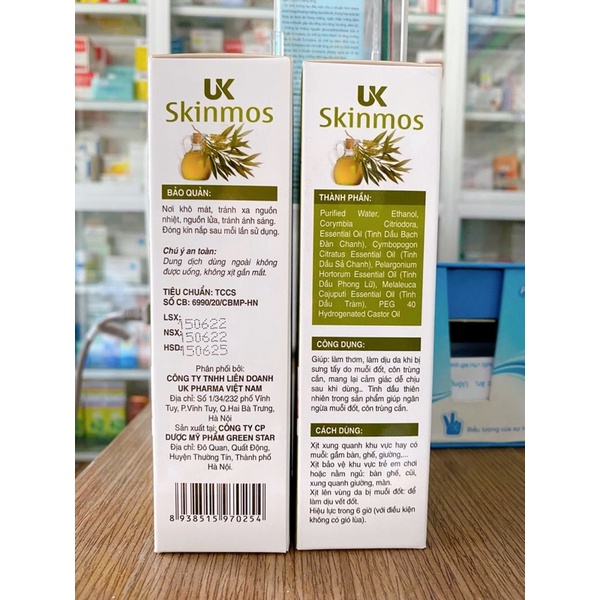 UK
Skinmos
BẢO QUẢN:
Nơi khô mát, tránh xa nguồn
nhiệt, nguồn lửa, tránh ánh sáng.
Đóng kín nắp sau mỗi lần sử dụng.
Chú ý an toàn:
Dung dịch dùng ngoài không
được uống, không xịt gần mắt.
TIÊU CHUẨN: TCCS
SỐ CB: 6990/20/CBMP-HN
LSX: 150622
NSX: 150622
HSD: 150625
Phân phối bởi:
CÔNG TY TNHH LIÊN DOANH
UK PHARMA VIỆT NAM
Địa chỉ: Số 1/34/232 phố Vĩnh
Tuy, P.Vĩnh Tuy, Q.Hai Bà Trưng,
Hà Nội
Sản xuất tại: CÔNG TY CP
DƯỢC MỸ PHẨM GREEN STAR
Địa chỉ: Đô Quan, Quất Động,
Huyện Thường Tín, Thành phố
Hà Nội.
8 938515 970254
UK
Skinmos
THÀNH PHẦN:
Purified Water, Ethanol,
Corymbia Citriodora,
Essential Oil (Tinh Dầu Bạch
Đàn Chanh), Cymbopogon
Citratus Essential Oil (Tinh
Dầu Sả Chanh), Pelargonium
Hortorum Essential Oil (Tinh
Dầu Phong Lữ), Melaleuca
Cajuputi Essential Oil (Tinh
Dầu Tràm), PEG 40
Hydrogenated Castor Oil
CÔNG DỤNG:
Giúp: làm thơm, làm dịu da khi bị
sưng tấy do muỗi đốt, côn trùng
cắn, mang lại cảm giác dễ chịu
sau khi dùng... Tinh dầu thiên
nhiên trong sản phẩm giúp ngăn
ngừa muỗi đốt, côn trùng cắn.
CÁCH DÙNG:
Xịt xung quanh khu vực hay có
muỗi: gầm bàn, ghế, giường,...
Xịt bảo vệ khu vực trẻ em chơi
hoặc nằm ngủ: bàn ghế, cũi,
xung quanh giường, màn.
Xịt lên vùng da bị muỗi đốt: để
làm dịu vết đốt.
Hiệu lực trong 6 giờ (với điều kiện
không có gió lùa).